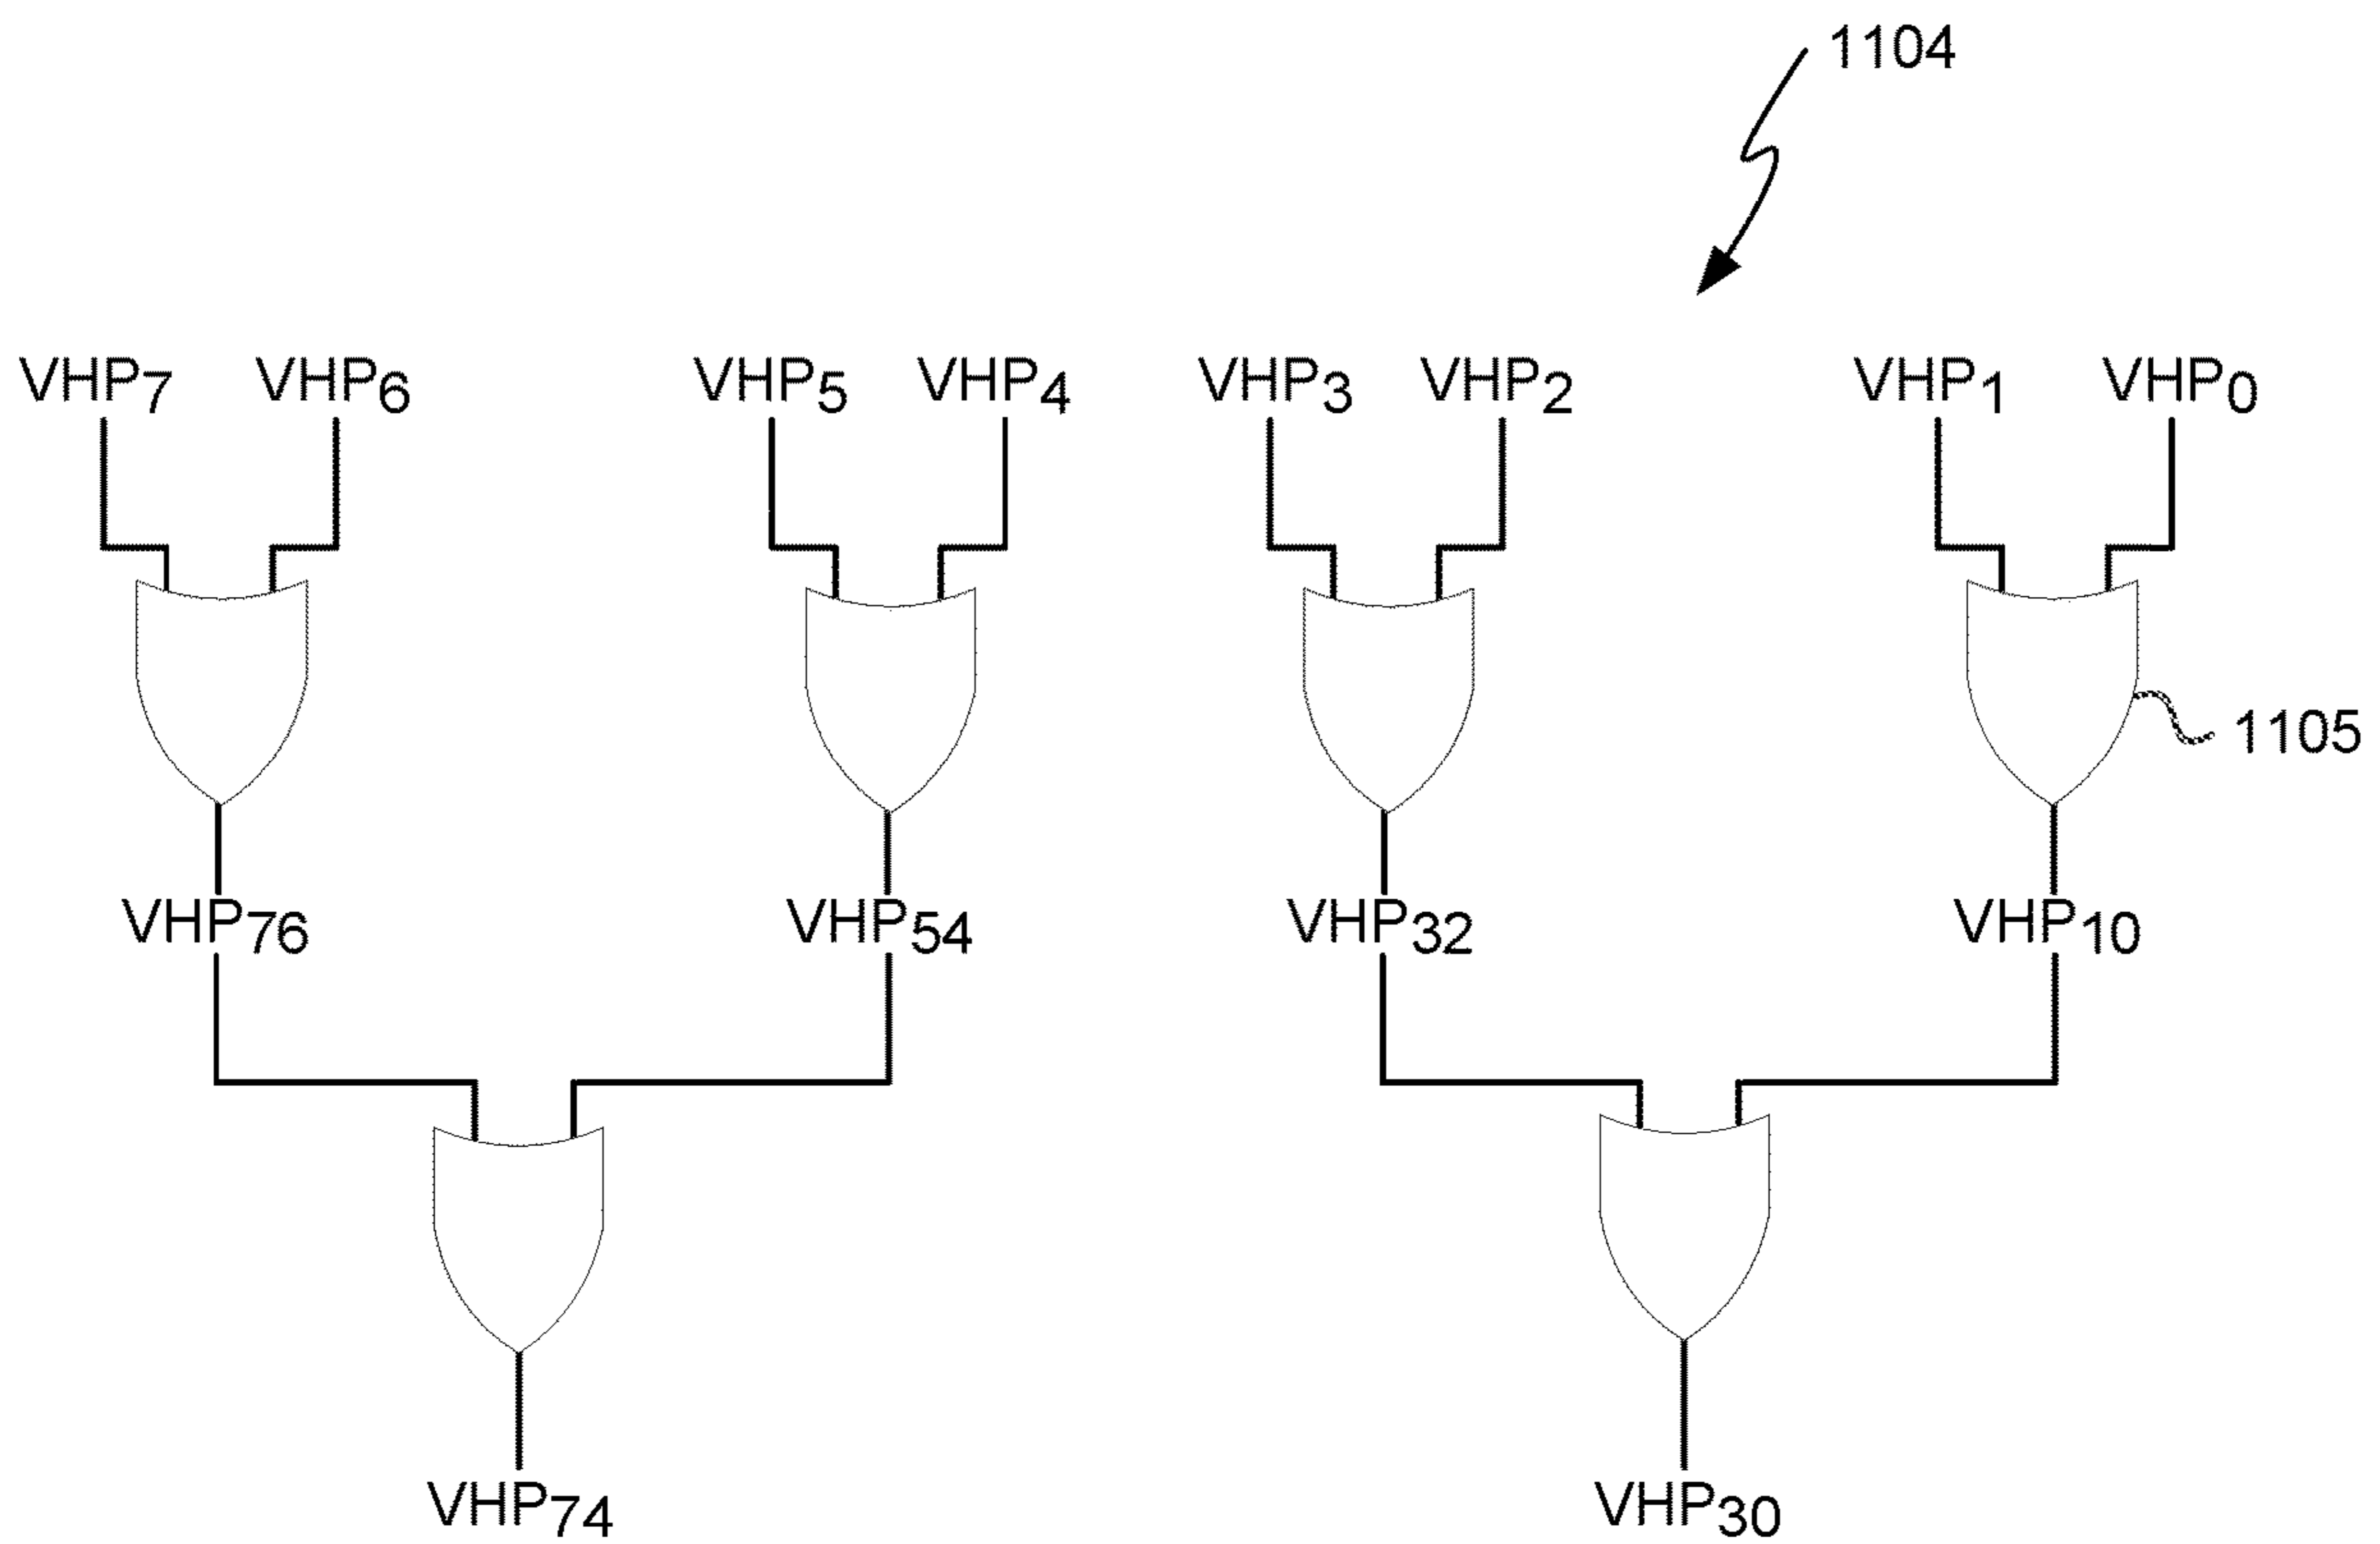 1104
VHP7 VHP6 VHP5 VHP4 VHP3 VHP2 VHP1 VHP0
1105
VHP76 VHP54 VHP32 VHP10
VHP74 VHP30